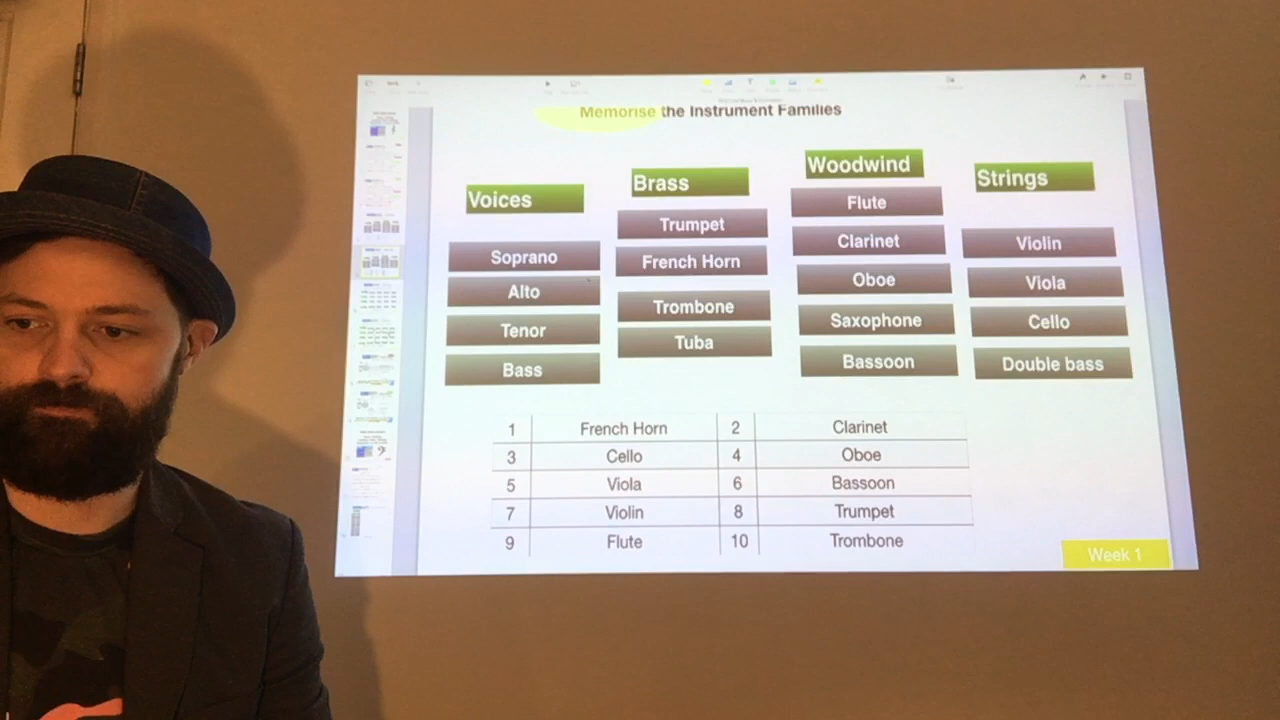 Memorise the Instrument Families
Voices
Soprano
Alto
Tenor
Bass
Brass
Trumpet
French Horn
Trombone
Tuba
Woodwind
Flute
Clarinet
Oboe
Saxophone
Bassoon
Strings
Violin
Viola
Cello
Double bass
1 French Horn 2 Clarinet
3 Cello 4 Oboe
5 Viola 6 Bassoon
7 Violin 8 Trumpet
9 Flute 10 Trombone
Week 1